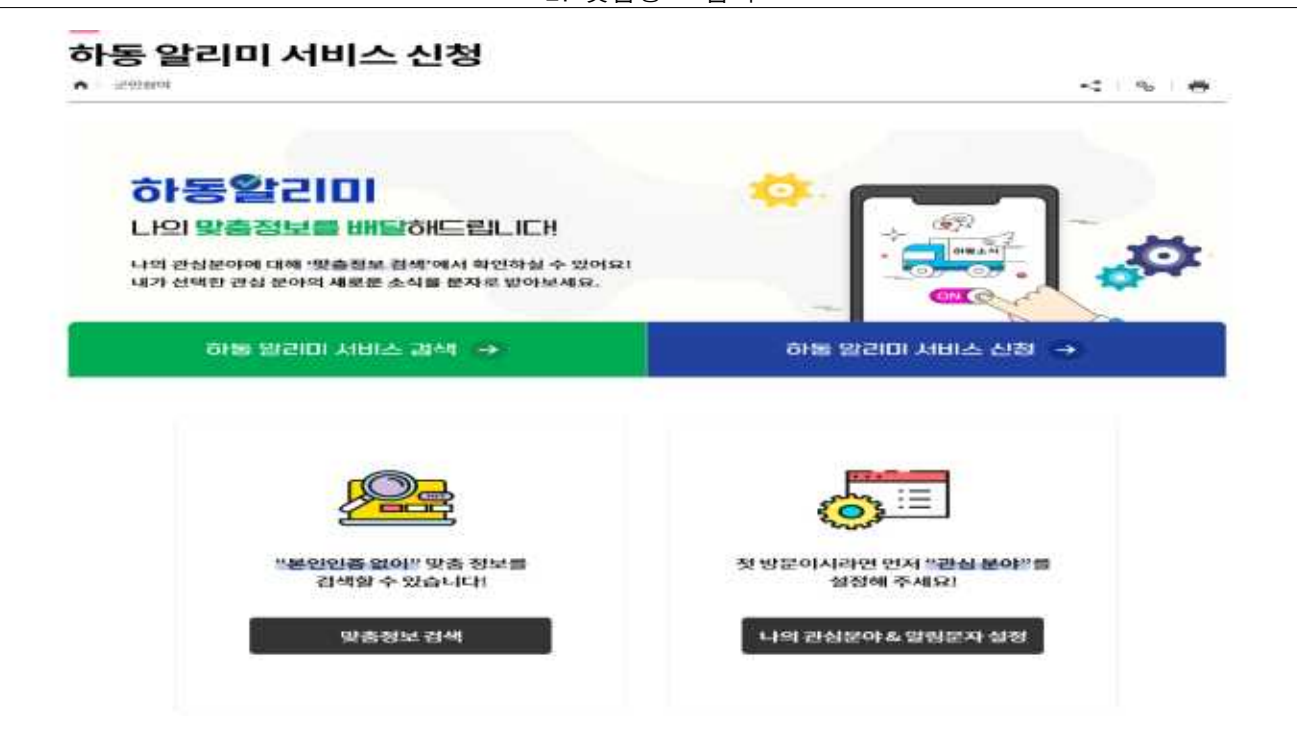 하동 알리미 서비스 신청
군민참여
하동알리미
나의 맞춤정보를 배달해드립니다!
나의 관심분야에 대해 '맞춤정보 검색'에서 확인하실 수 있어요!
내가 선택한 관심 분야의 새로운 소식을 문자로 받아보세요.
하동소식
ON
하동 알리미 서비스 검색
하동 알리미 서비스 신청
"본인인증 없이" 맞춤 정보를
검색할 수 있습니다!
맞춤정보 검색
첫 방문이시라면 먼저 "관심 분야"를
설정해 주세요!
나의 관심분야 & 알림문자 설정